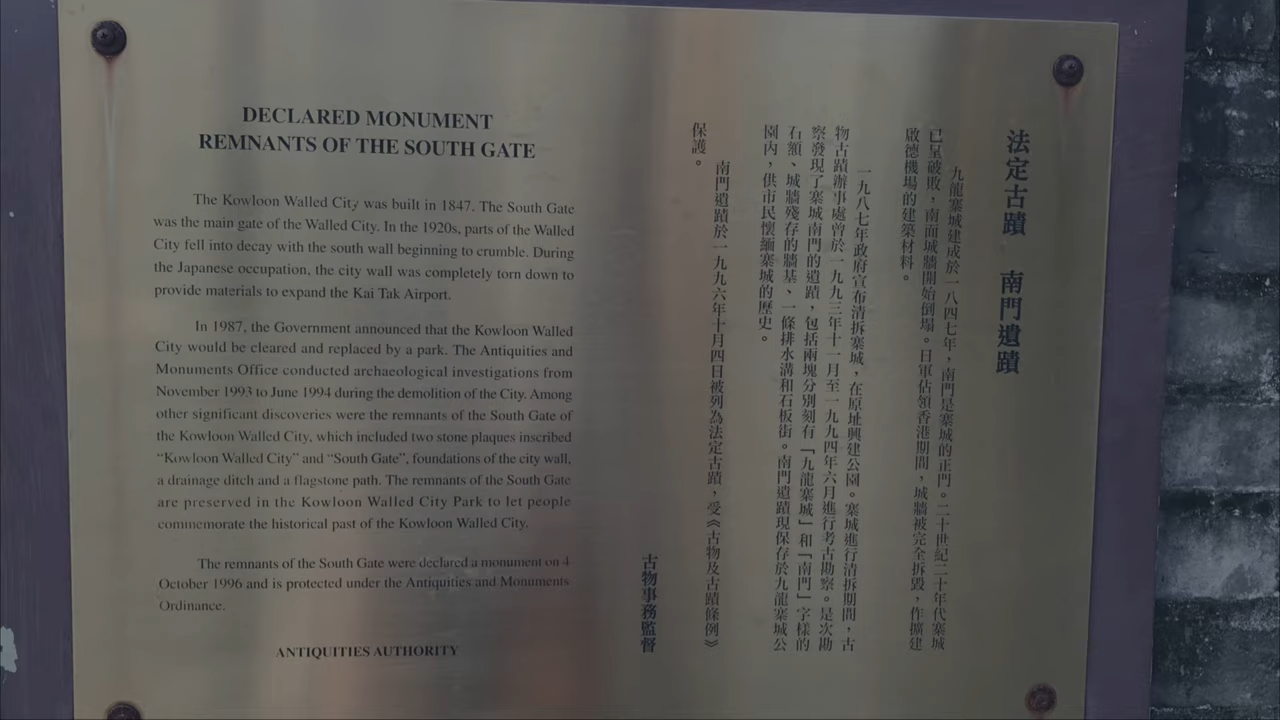 DECLARED MONUMENT
REMNANTS OF THE SOUTH GATE
The Kowloon Walled City was built in 1847. The South Gate
was the main gate of the Walled City. In the 1920s, parts of the Walled
City fell into decay with the south wall beginning to crumble. During
the Japanese occupation, the city wall was completely torn down to
provide materials to expand the Kai Tak Airport.
In 1987, the Government announced that the Kowloon Walled
City would be cleared and replaced by a park. The Antiquities and
Monuments Office conducted archaeological investigations from
November 1993 to June 1994 during the demolition of the City. Among
other significant discoveries were the remnants of the South Gate of
the Kowloon Walled City, which included two stone plaques inscribed
“Kowloon Walled City” and “South Gate”, foundations of the city wall,
a drainage ditch and a flagstone path. The remnants of the South Gate
are preserved in the Kowloon Walled City Park to let people
commemorate the historical past of the Kowloon Walled City.
The remnants of the South Gate were declared a monument on 4
October 1996 and is protected under the Antiquities and Monuments
Ordinance.
ANTIQUITIES AUTHORITY
法定古蹟 南門遺蹟
九龍寨城建成於一八四七年，南門是寨城的正門。二十世紀二十年代寨城
已呈破敗，南面城牆開始倒塌。日軍佔領香港期間，城牆被完全拆毀，作擴建
啟德機場的建築材料。
一九八七年政府宣布清拆寨城，在原址興建公園。寨城進行清拆期間，古
物古蹟辦事處曾於一九九三年十一月至一九九四年六月進行考古勘察。是次勘
察發現了寨城南門的遺蹟，包括兩塊分別刻有「九龍寨城」和「南門」字樣的
石額、城牆殘存的牆基、一條排水溝和石板街。南門遺蹟現保存於九龍寨城公
園內，供市民懷緬寨城的歷史。
南門遺蹟於一九九六年十月四日被列為法定古蹟，受《古物及古蹟條例》
保護。
古物事務監督